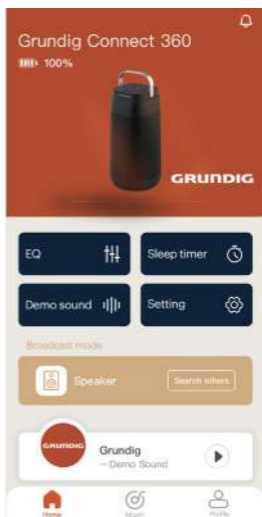 Grundig Connect 360
100%
GRUNDIG
EQ
Sleep timer
Demo sound
Setting
Broadcast mode
Speaker
Search others
GRUNDIG
Grundig
—Demo Sound
Home
Music
Profile